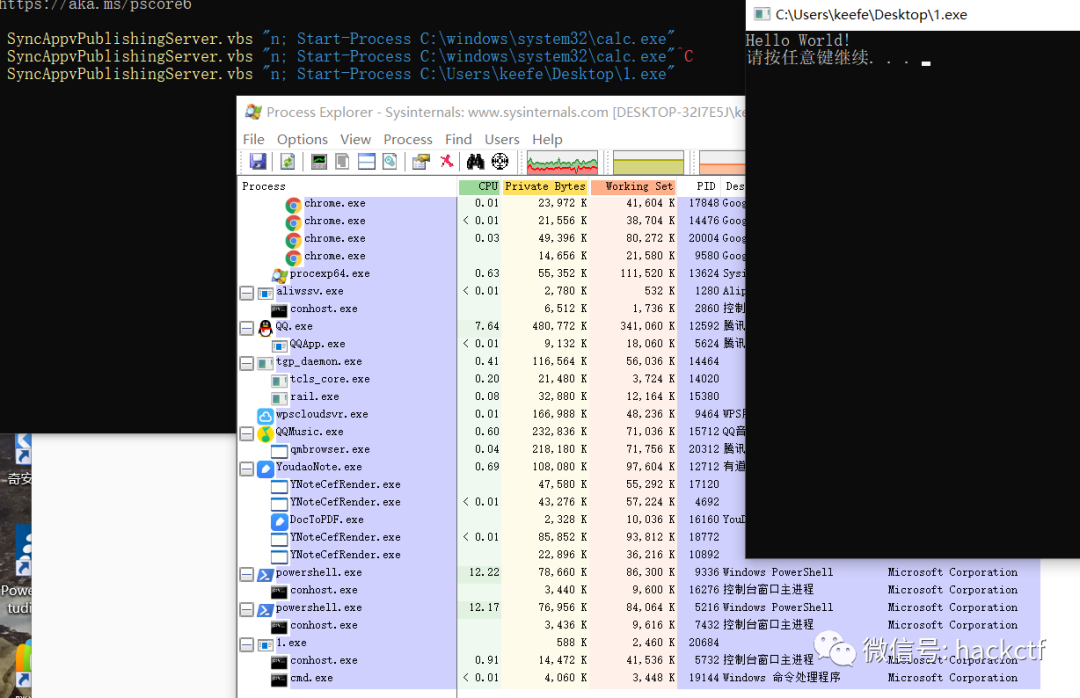 https://aka.ms/pscore6
SyncAppvPublishingServer.vbs "n; Start-Process C:\windows\system32\calc.exe"
SyncAppvPublishingServer.vbs "n; Start-Process C:\windows\system32\calc.exe"^C
SyncAppvPublishingServer.vbs "n; Start-Process C:\Users\keefe\Desktop\1.exe"
C:\Users\keefe\Desktop\1.exe
Hello World!
请按任意键继续. . .
Process Explorer - Sysinternals: www.sysinternals.com [DESKTOP-32I7E5J\ke
File Options View Process Find Users Help
Process CPU Private Bytes Working Set PID Des
chrome.exe 0.01 23,972 K 41,604 K 17848 Goog
chrome.exe < 0.01 21,556 K 38,704 K 14476 Goog
chrome.exe 0.03 49,396 K 80,272 K 20004 Goog
chrome.exe 14,656 K 21,580 K 9580 Goog
procexp64.exe 0.63 55,352 K 111,520 K 13624 Sysi
aliwssv.exe < 0.01 2,780 K 532 K 1280 Alip
conhost.exe 6,512 K 1,736 K 2860 控制
QQ.exe 7.64 480,772 K 341,060 K 12592 腾讯
QQApp.exe < 0.01 9,132 K 18,060 K 5624 腾讯
tgp_daemon.exe 0.41 116,564 K 56,036 K 14464
tcls_core.exe 0.20 21,480 K 3,724 K 14020
rail.exe 0.08 32,880 K 12,164 K 15380
wpscloudsvr.exe 0.01 166,988 K 48,236 K 9464 WPS
QQMusic.exe 0.60 232,836 K 71,036 K 15712 QQ音
qmbrowser.exe 0.04 218,180 K 71,756 K 20312 腾讯
YoudaoNote.exe 0.69 108,080 K 97,604 K 12712 有道
YNoteCefRender.exe 47,580 K 55,292 K 17120
YNoteCefRender.exe < 0.01 43,276 K 57,224 K 4692
DocToPDF.exe 2,328 K 10,036 K 16160 YouD
YNoteCefRender.exe < 0.01 85,852 K 93,812 K 18772
YNoteCefRender.exe 22,896 K 36,216 K 10892
powershell.exe 12.22 78,660 K 86,300 K 9336 Windows PowerShell Microsoft Corporation
conhost.exe 3,440 K 9,600 K 16276 控制台窗口主进程 Microsoft Corporation
powershell.exe 12.17 76,956 K 84,064 K 5216 Windows PowerShell Microsoft Corporation
conhost.exe 3,436 K 9,616 K 7432 控制台窗口主进程 Microsoft Corporation
1.exe 588 K 2,460 K 20684
conhost.exe 0.91 14,472 K 41,536 K 5732 控制台窗口主进程 Microsoft Corporation
cmd.exe < 0.01 4,060 K 3,448 K 19144 Windows 命令处理程序 Microsoft Corporation
奇安
Powe
tudi
微信号: hackctf